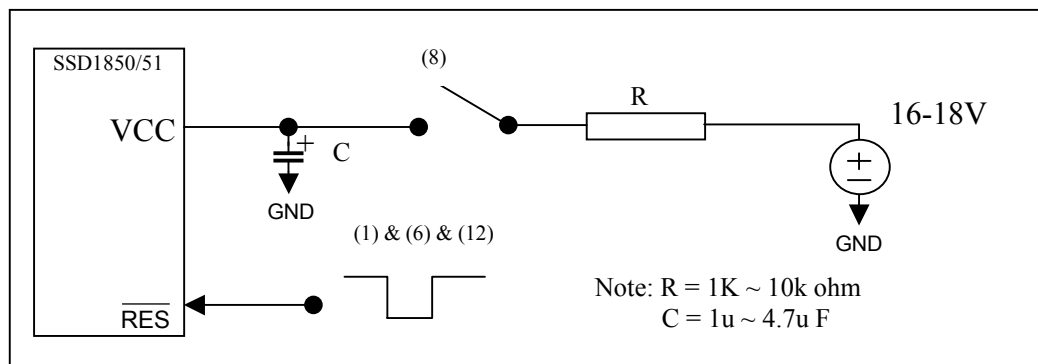 SSD1850/51
(8)
R
16-18V
VCC
+
C
GND
(1) & (6) & (12)
GND
RES
Note: R = 1K ~ 10k ohm
C = 1u ~ 4.7u F